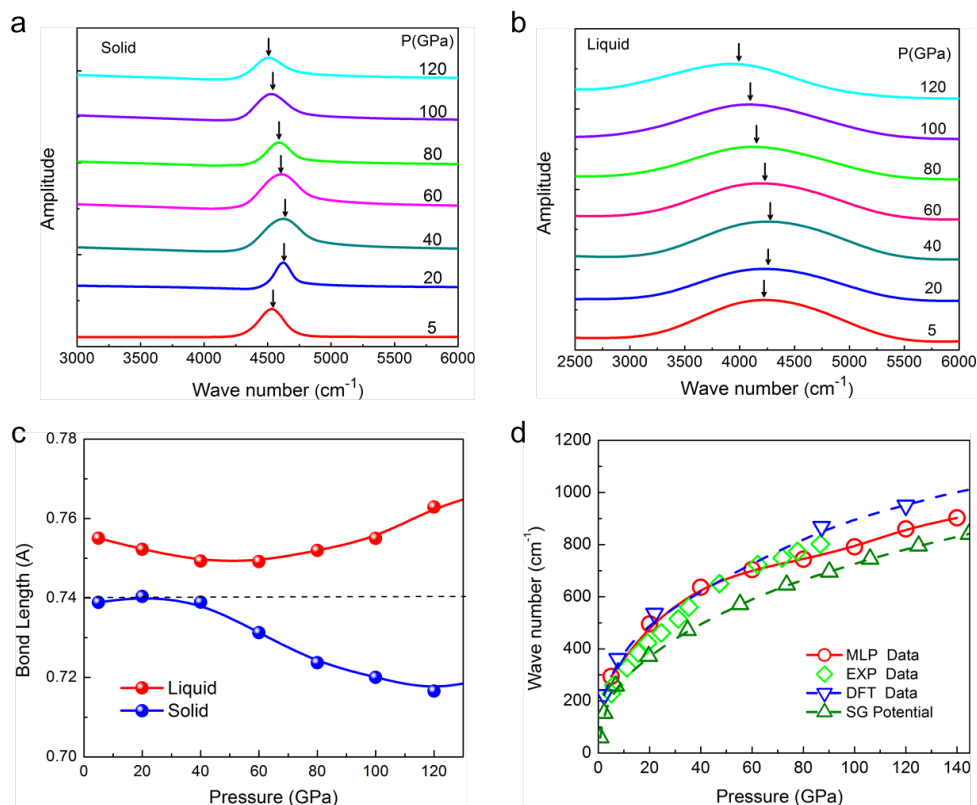 a
Solid
P(GPa)
120
100
80
60
40
20
5
Amplitude
3000 3500 4000 4500 5000 5500 6000
Wave number (cm-1)
b
Liquid
P(GPa)
120
100
80
60
40
20
5
Amplitude
2500 3000 3500 4000 4500 5000 5500 6000
Wave number (cm-1)
c
0.78
0.76
0.74
0.72
0.70
Bond Length (A)
Liquid
Solid
0 20 40 60 80 100 120
Pressure (GPa)
d
1200
1000
800
600
400
200
0
Wave number (cm-1)
MLP Data
EXP Data
DFT Data
SG Potential
0 20 40 60 80 100 120 140
Pressure (GPa)